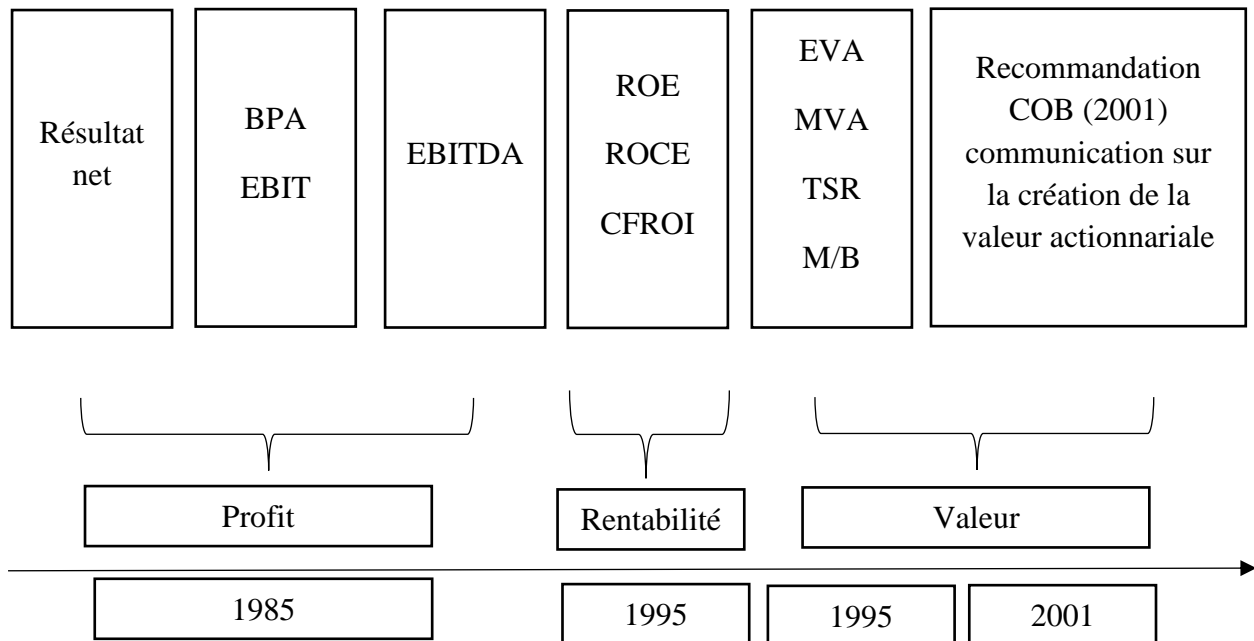 Résultat
net
BPA
EBIT
EBITDA
ROE
ROCE
CFROI
EVA
MVA
TSR
M/B
Recommandation
COB (2001)
communication sur
la création de la
valeur actionnariale
Profit
Rentabilité
Valeur
1985
1995
1995
2001